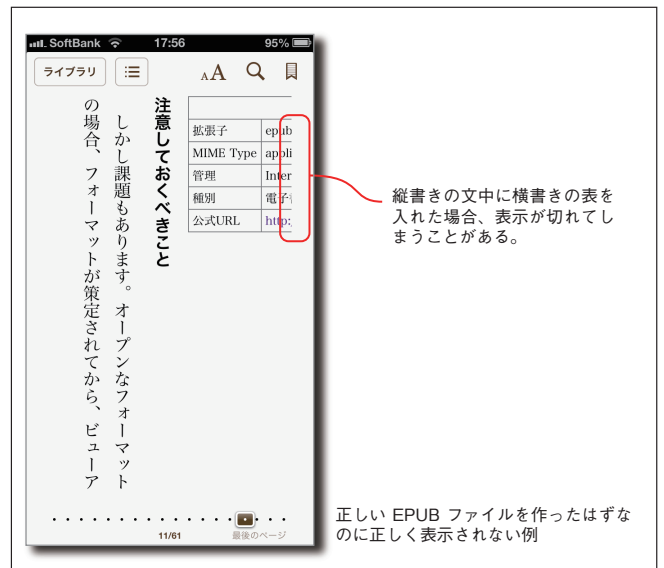 SoftBank 17:56 95%
ライブラリ
AA
拡張子 epub
MIME Type appli
管理 Inter
種別 電子
公式URL http:
注意しておくべきこと
しかし課題もあります。オープンなフォーマット
の場合、フォーマットが策定されてから、ビューア
11/61 最後のページ
縦書きの文中に横書きの表を
入れた場合、表示が切れてし
まうことがある。
正しい EPUB ファイルを作ったはずな
のに正しく表示されない例